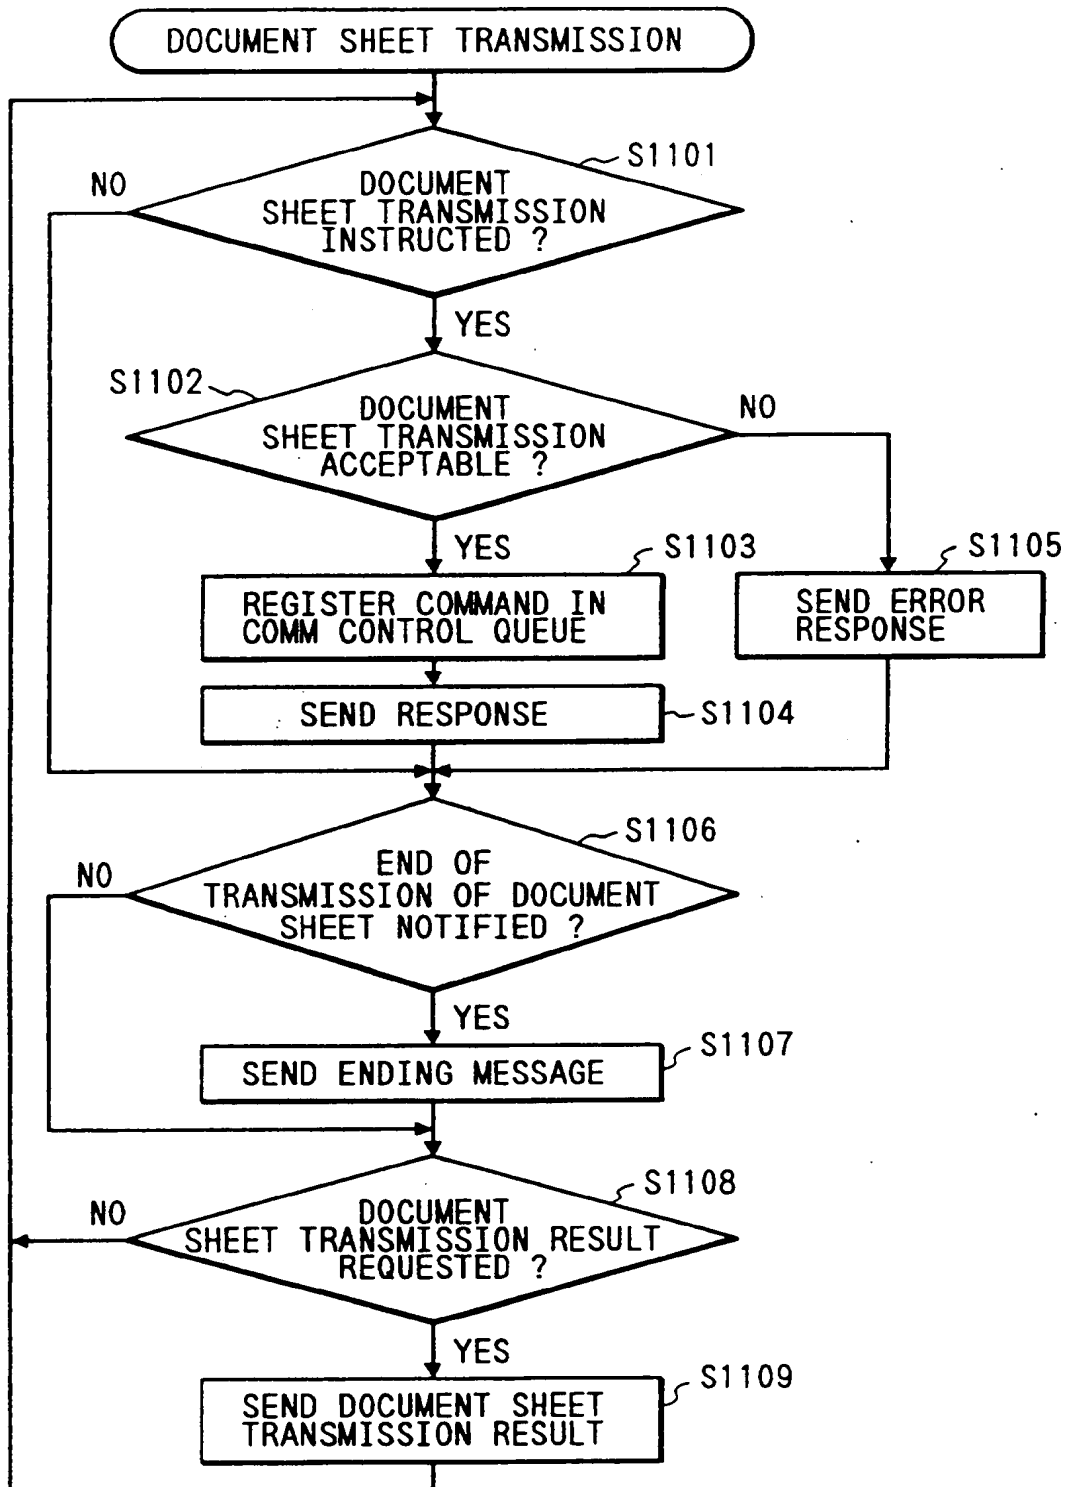 DOCUMENT SHEET TRANSMISSION
S1101
NO
DOCUMENT
SHEET TRANSMISSION
INSTRUCTED ?
YES
S1102
DOCUMENT
SHEET TRANSMISSION
ACCEPTABLE ?
NO
YES
S1103
S1105
REGISTER COMMAND IN
COMM CONTROL QUEUE
SEND ERROR
RESPONSE
SEND RESPONSE
S1104
S1106
NO
END OF
TRANSMISSION OF DOCUMENT
SHEET NOTIFIED ?
YES
S1107
SEND ENDING MESSAGE
S1108
NO
DOCUMENT
SHEET TRANSMISSION RESULT
REQUESTED ?
YES
S1109
SEND DOCUMENT SHEET
TRANSMISSION RESULT